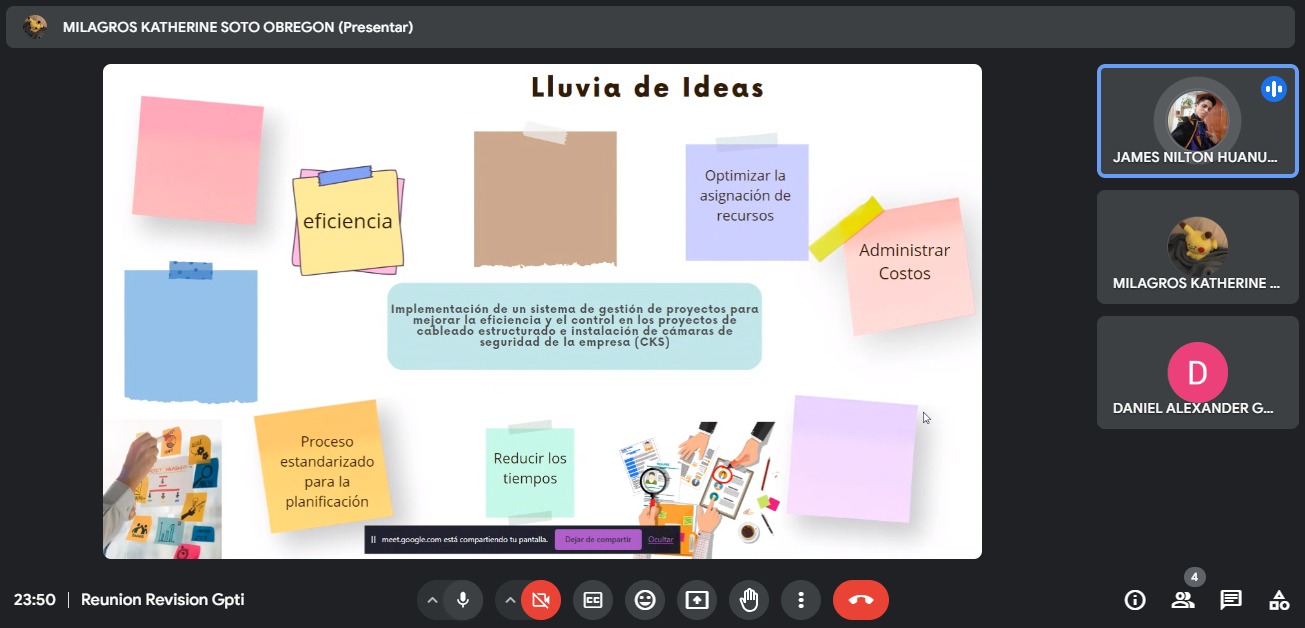 MILAGROS KATHERINE SOTO OBREGON (Presentar)
Lluvia de Ideas
eficiencia
Optimizar la
asignación de
recursos
Administrar
Costos
Implementación de un sistema de gestión de proyectos para
mejorar la eficiencia y el control en los proyectos de
cableado estructurado e instalación de cámaras de
seguridad de la empresa (CKS)
Proceso
estandarizado
para la
planificación
Reducir los
tiempos
meet.google.com está compartiendo tu pantalla.
Dejar de compartir
Ocultar
JAMES NILTON HUANU...
MILAGROS KATHERINE ...
D
DANIEL ALEXANDER G...
23:50 | Reunion Revision Gpti
4